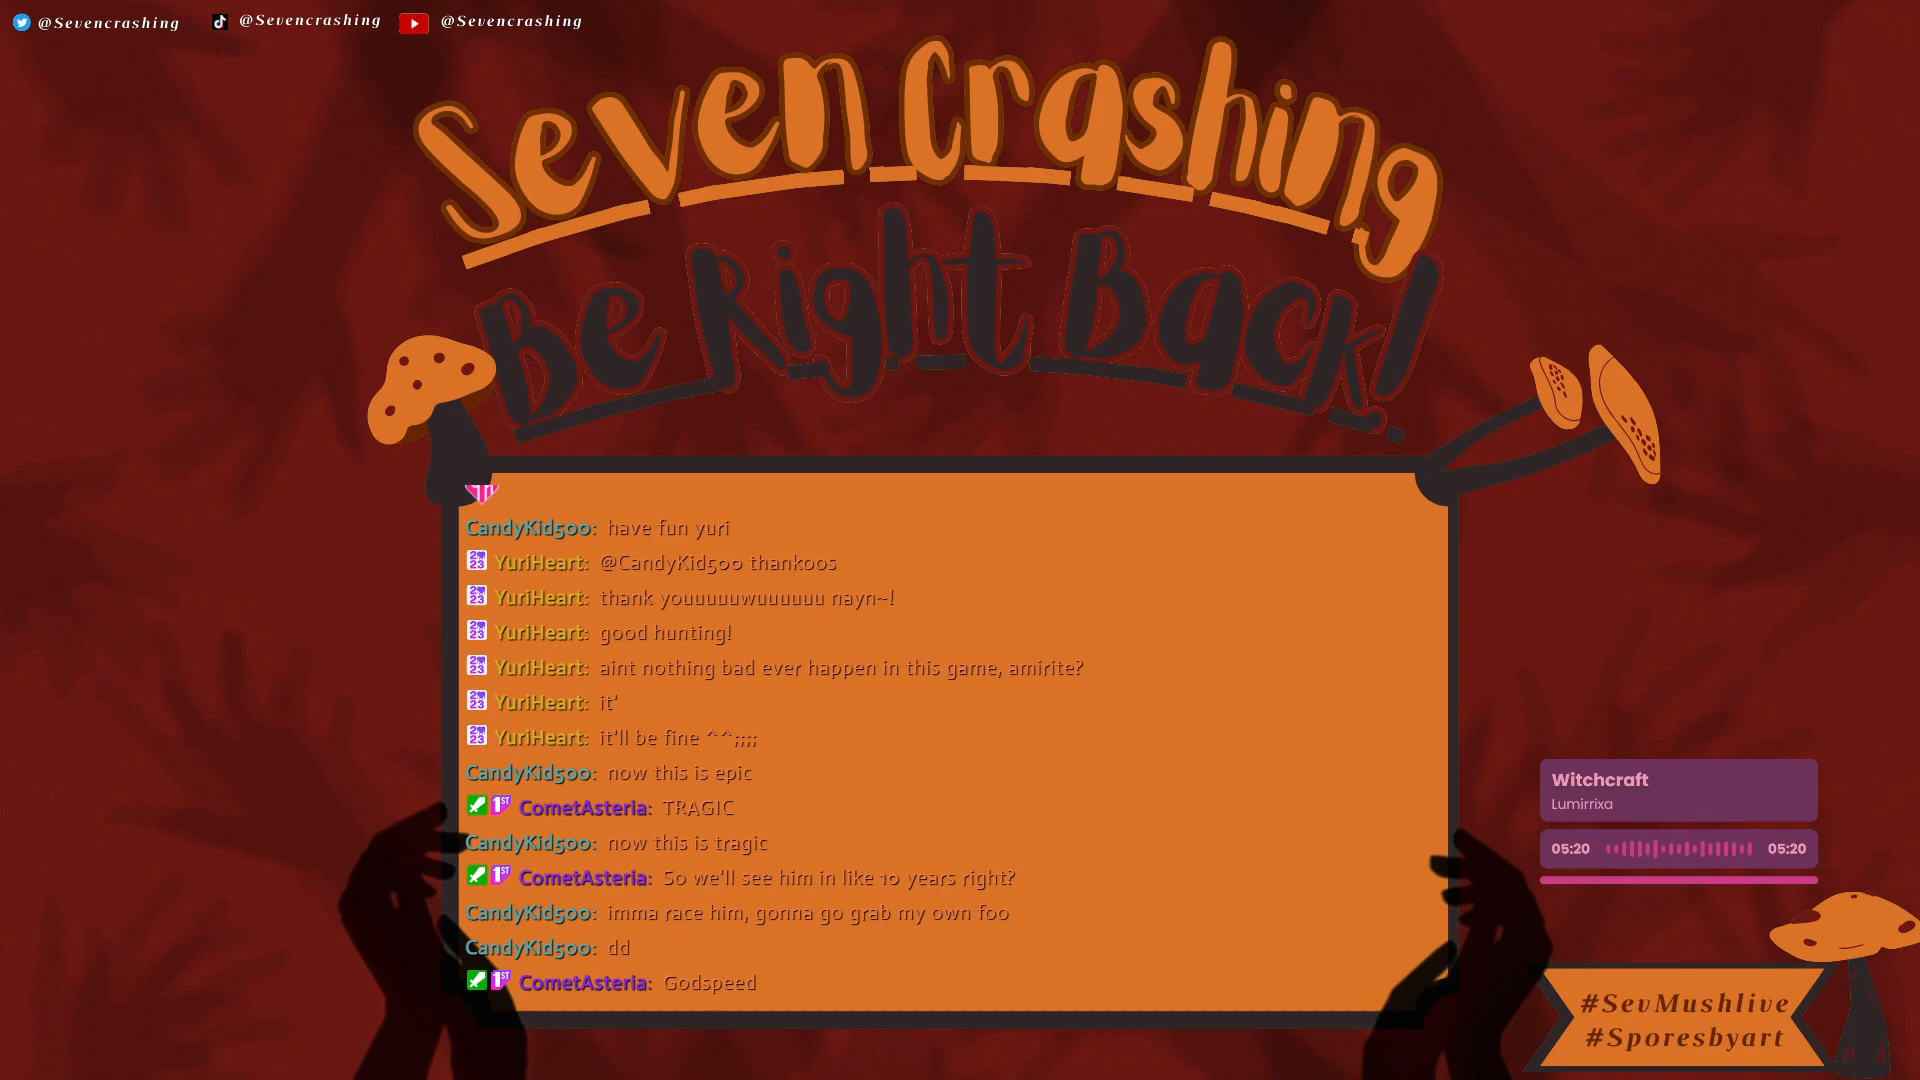 @Sevencrashing
@Sevencrashing
@Sevencrashing
Seven Crashing
Be Right Back!
CandyKid500: have fun yuri
YuriHeart: @CandyKid500 thankoos
YuriHeart: thank youuuuuwuuuuuu nayn~!
YuriHeart: good hunting!
YuriHeart: aint nothing bad ever happen in this game, amirite?
YuriHeart: it'
YuriHeart: it'll be fine ^^;;;;
CandyKid500: now this is epic
1ST CometAsteria: TRAGIC
CandyKid500: now this is tragic
1ST CometAsteria: So we'll see him in like 10 years right?
CandyKid500: imma race him, gonna go grab my own foo
CandyKid500: dd
1ST CometAsteria: Godspeed
Witchcraft
Lumirrixa
05:20 05:20
#SevMushlive
#Sporesbyart